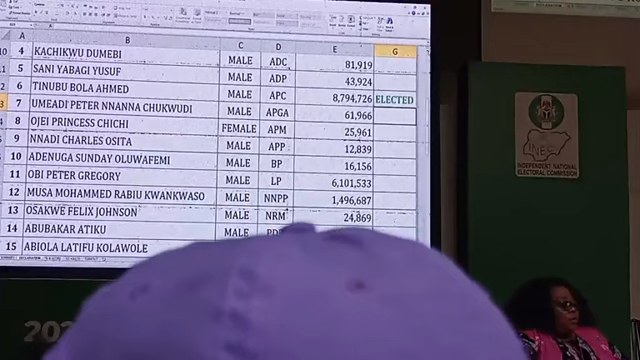 A B C D E G
10 4 KACHIKWU DUMEBI MALE ADC 81,919
11 5 SANI YABAGI YUSUF MALE ADP 43,924
6 TINUBU BOLA AHMED MALE APC 8,794,726 ELECTED
7 UMEADI PETER NNANNA CHUKWUDI MALE APGA 61,966
8 OJEI PRINCESS CHICHI FEMALE APM 25,961
9 NNADI CHARLES OSITA MALE APP 12,839
10 ADENUGA SUNDAY OLUWAFEMI MALE BP 16,156
11 OBI PETER GREGORY MALE LP 6,101,533
12 MUSA MOHAMMED RABIU KWANKWASO MALE NNPP 1,496,687
13 OSAKWE FELIX JOHNSON MALE NRM 24,869
14 ABUBAKAR ATIKU MALE
15 ABIOLA LATIFU KOLAWOLE
INEC
INDEPENDENT NATIONAL
ELECTORAL COMMISSION